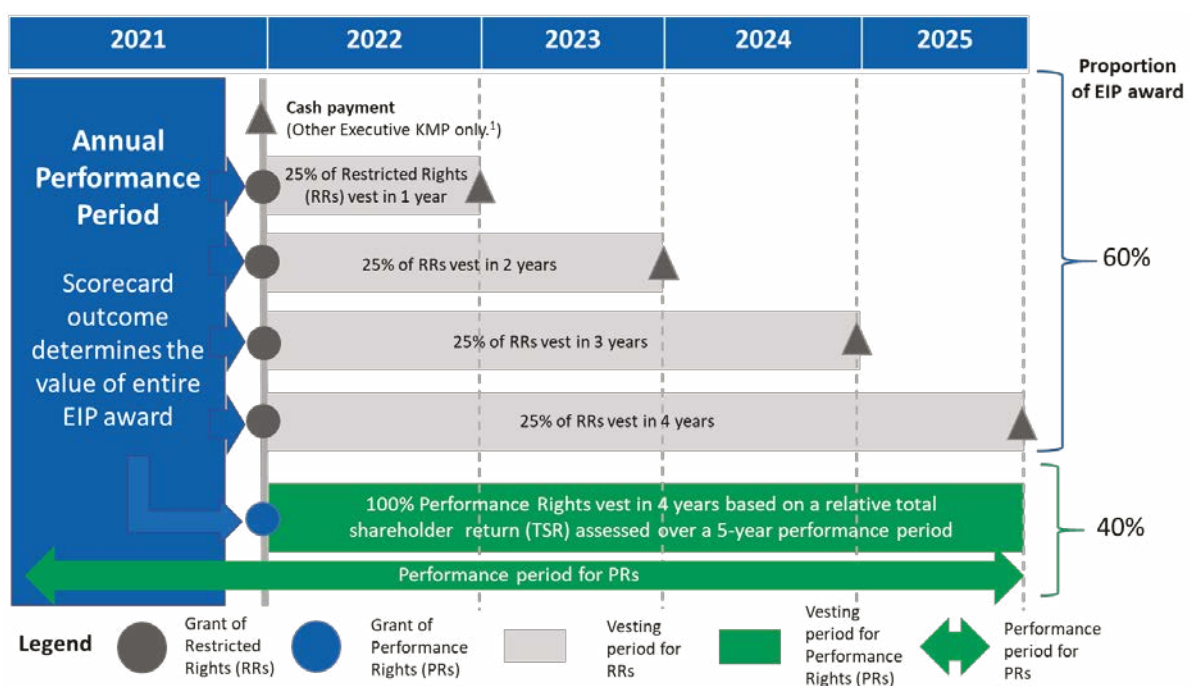 2021
2022
2023
2024
2025
Proportion
of EIP award
Annual
Performance
Period
Scorecard
outcome
determines the
value of entire
EIP award
Cash payment
(Other Executive KMP only.¹)
25% of Restricted Rights
(RRs) vest in 1 year
25% of RRs vest in 2 years
25% of RRs vest in 3 years
25% of RRs vest in 4 years
60%
100% Performance Rights vest in 4 years based on a relative total
shareholder return (TSR) assessed over a 5-year performance period
40%
Performance period for PRs
Legend
Grant of
Restricted
Rights (RRs)
Grant of
Performance
Rights (PRs)
Vesting
period for
RRs
Vesting
period for
Performance
Rights (PRs)
Performance
period for
PRs